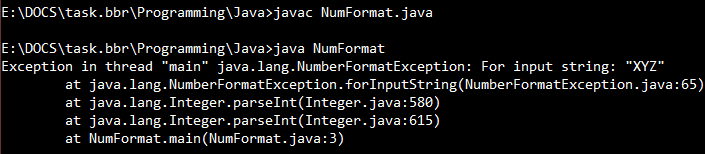 E:\DOCS\task.bbr\Programming\Java>javac NumFormat.java
E:\DOCS\task.bbr\Programming\Java>java NumFormat
Exception in thread "main" java.lang.NumberFormatException: For input string: "XYZ"
at java.lang.NumberFormatException.forInputString(NumberFormatException.java:65)
at java.lang.Integer.parseInt(Integer.java:580)
at java.lang.Integer.parseInt(Integer.java:615)
at NumFormat.main(NumFormat.java:3)